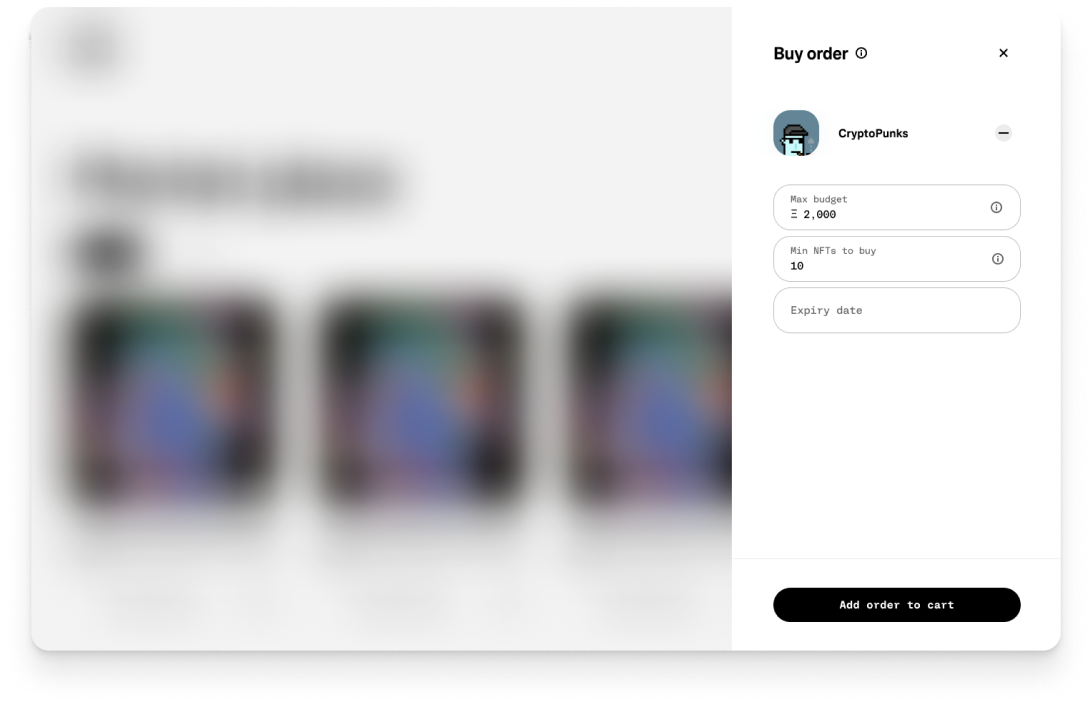 Buy order
CryptoPunks
Max budget
Ξ 2,000
Min NFTs to buy
10
Expiry date
Add order to cart